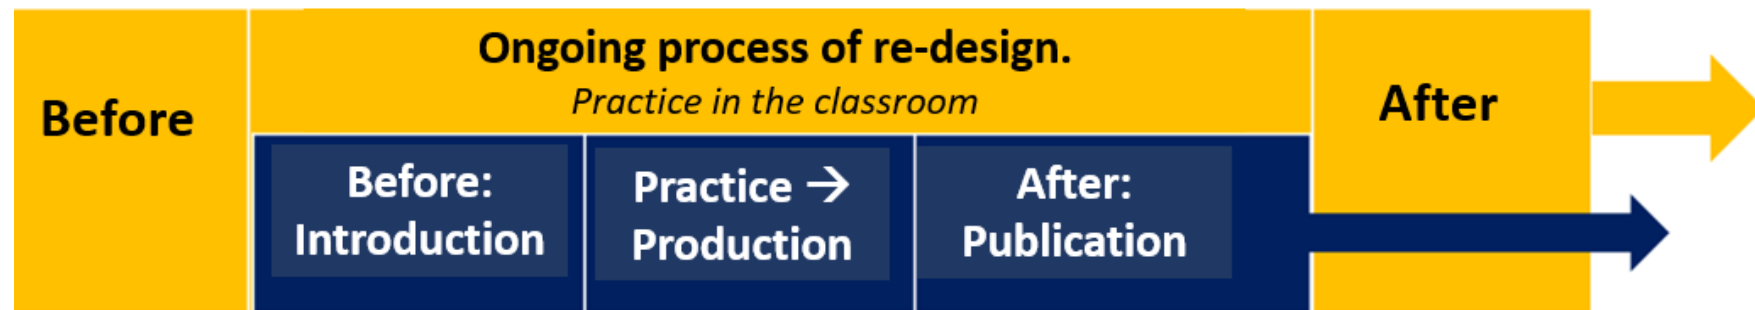 Before
Ongoing process of re-design.
Practice in the classroom
Before:
Introduction
Practice →
Production
After:
Publication
After